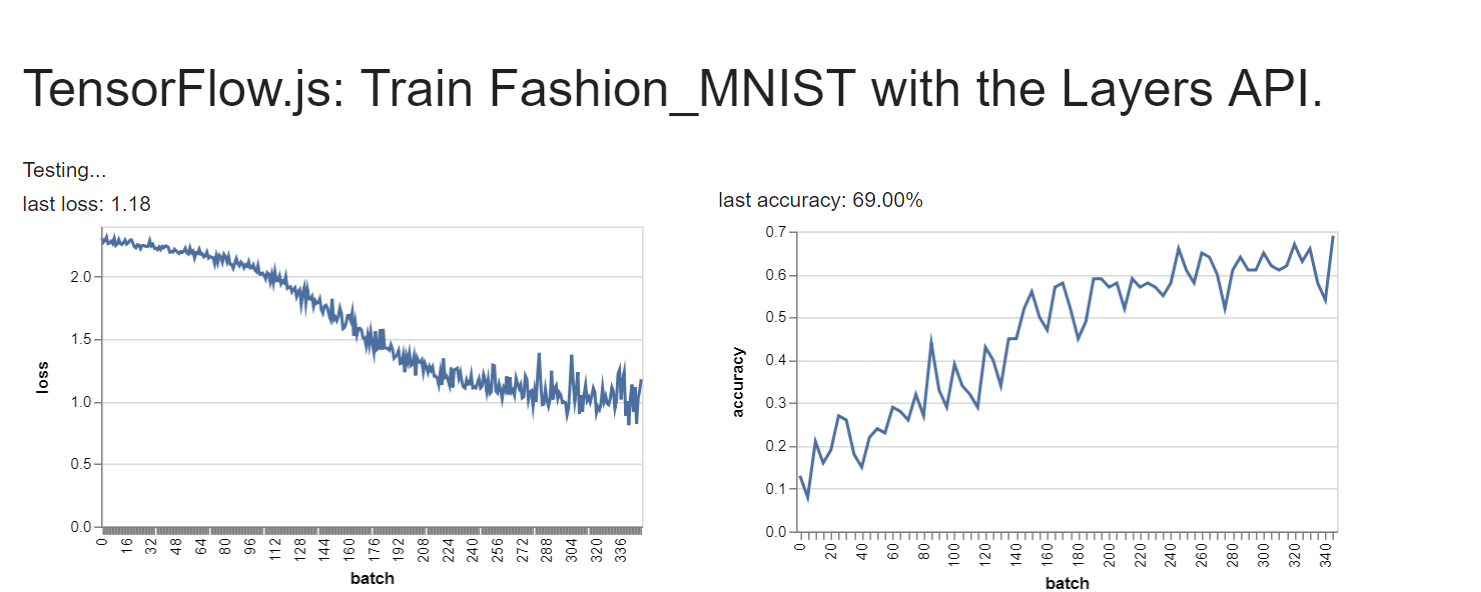 TensorFlow.js: Train Fashion_MNIST with the Layers API.
Testing...
last loss: 1.18
2.0
1.5
1.0
0.5
0.0
loss
0 16 32 48 64 80 96 112 128 144 160 176 192 208 224 240 256 272 288 304 320 336
batch
last accuracy: 69.00%
0.7
0.6
0.5
0.4
0.3
0.2
0.1
0.0
accuracy
0 20 40 60 80 100 120 140 160 180 200 220 240 260 280 300 320 340
batch